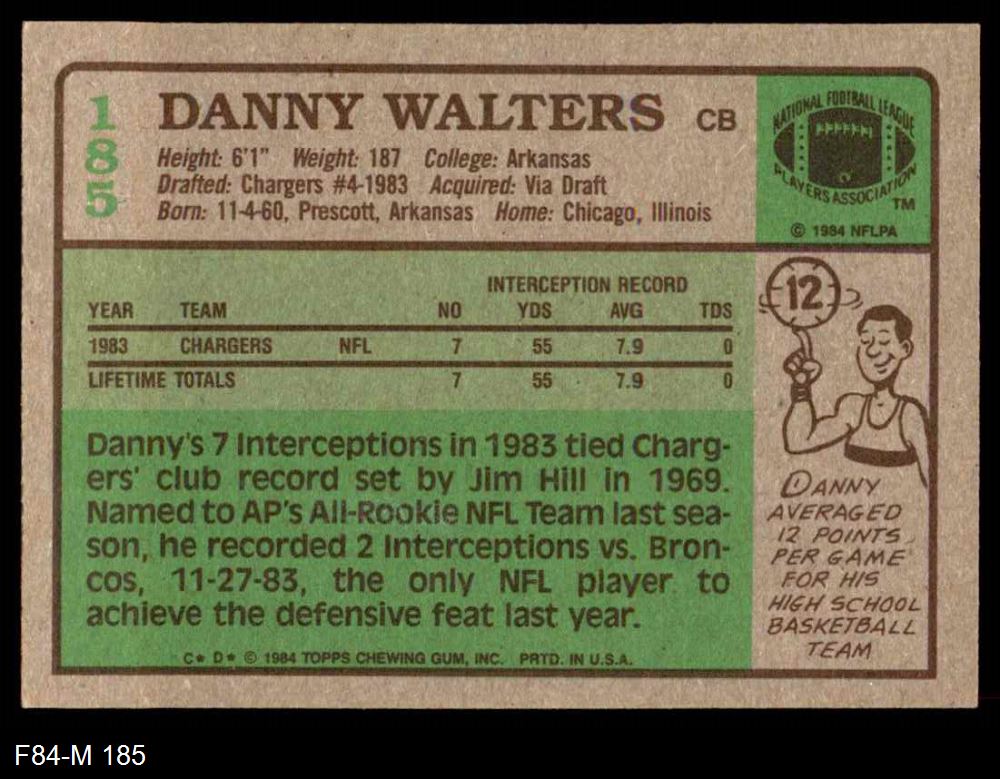 185
DANNY WALTERS CB
Height: 6'1" Weight: 187 College: Arkansas
Drafted: Chargers #4-1983 Acquired: Via Draft
Born: 11-4-60, Prescott, Arkansas Home: Chicago, Illinois
NATIONAL FOOTBALL LEAGUE
PLAYERS ASSOCIATION
TM
© 1984 NFLPA
INTERCEPTION RECORD
YEAR TEAM NO YDS AVG TDS
1983 CHARGERS NFL 7 55 7.9 0
LIFETIME TOTALS 7 55 7.9 0
Danny's 7 Interceptions in 1983 tied Charg-
ers' club record set by Jim Hill in 1969.
Named to AP's All-Rookie NFL Team last sea-
son, he recorded 2 Interceptions vs. Bron-
cos, 11-27-83, the only NFL player to
achieve the defensive feat last year.
C* D* © 1984 TOPPS CHEWING GUM, INC. PRTD. IN U.S.A.
12
DANNY
AVERAGED
12 POINTS
PER GAME
FOR HIS
HIGH SCHOOL
BASKETBALL
TEAM
F84-M 185